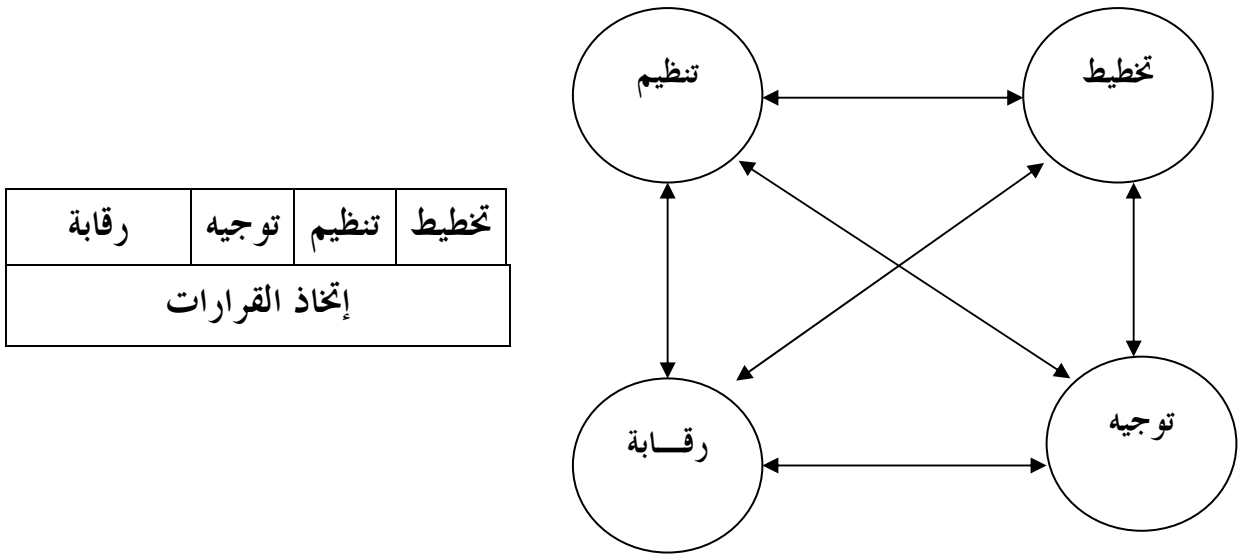 تخطيط
تنظيم
توجيه
رقـــابة
تخطيط
تنظيم
توجيه
رقابة
إتخاذ القرارات